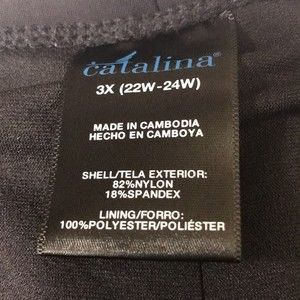 catalina
3X (22W-24W)
MADE IN CAMBODIA
HECHO EN CAMBOYA
SHELL/TELA EXTERIOR:
82%NYLON
18%SPANDEX
LINING/FORRO:
100%POLYESTER/POLIÉSTER